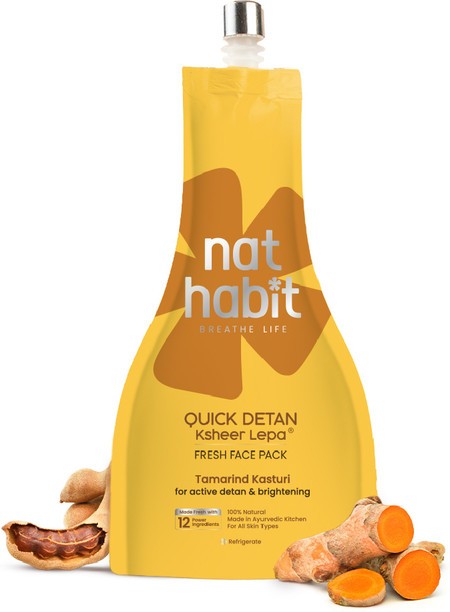 nat
habit
BREATHE LIFE
QUICK DETAN
Ksheer Lepa®
FRESH FACE PACK
Tamarind Kasturi
for active detan & brightening
Made Fresh with
12 Power Ingredients
100% Natural
Made in Ayurvedic Kitchen
For All Skin Types
Refrigerate